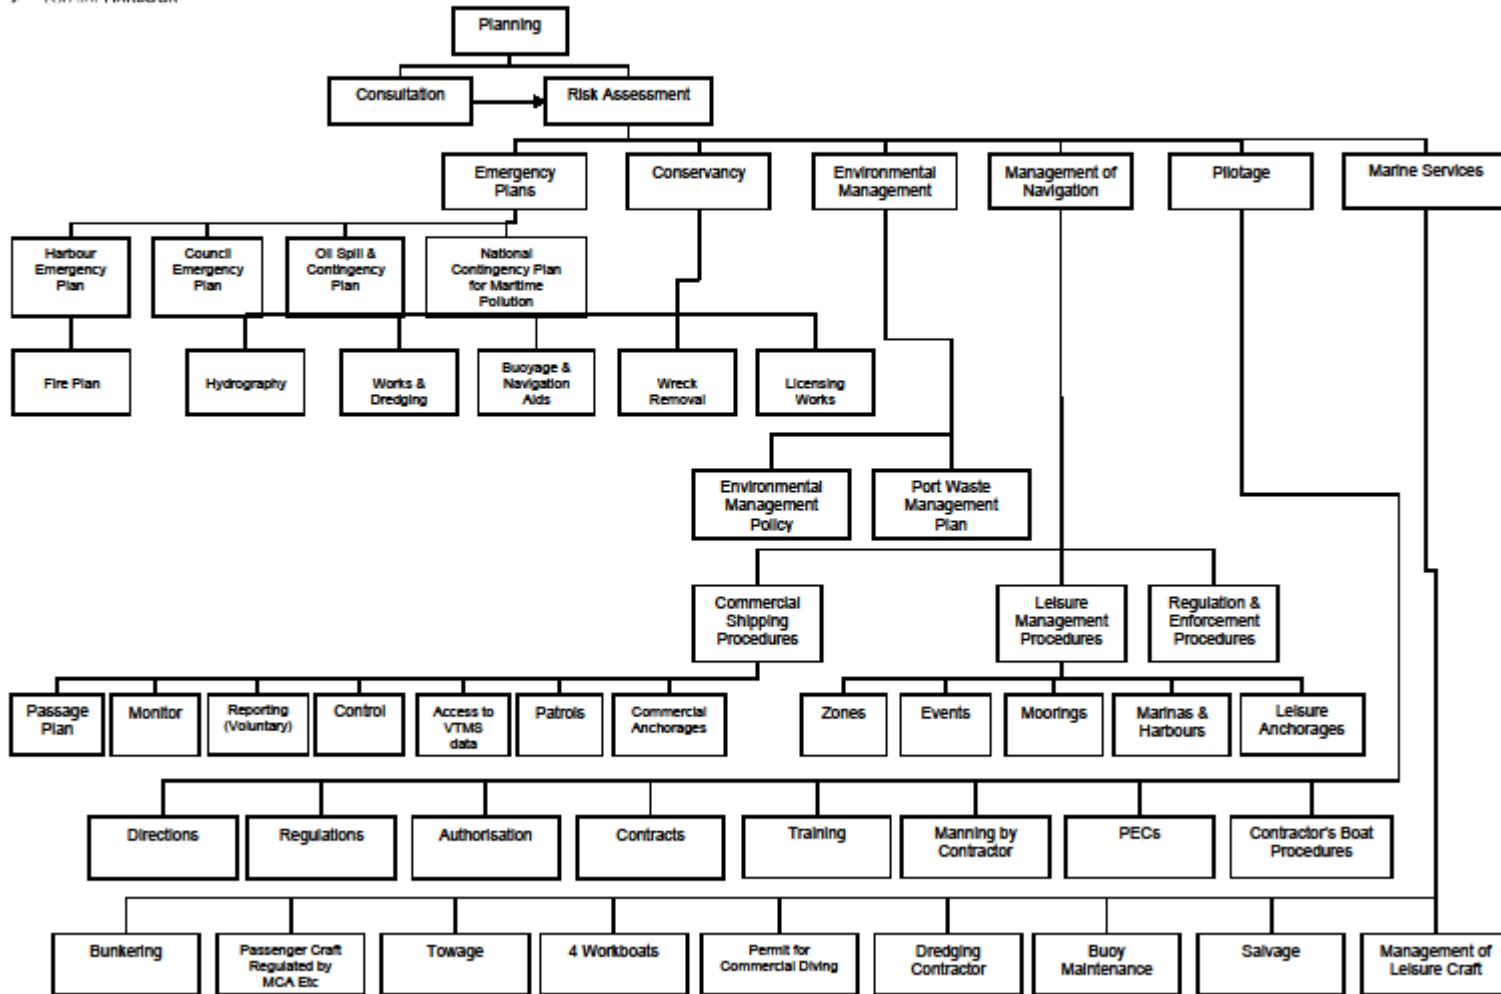 Planning
Consultation
Risk Assessment
Emergency
Plans
Conservancy
Environmental
Management
Management of
Navigation
Pilotage
Marine Services
Harbour
Emergency
Plan
Council
Emergency
Plan
Oil Spill &
Contingency
Plan
National
Contingency Plan
for Maritime
Pollution
Fire Plan
Hydrography
Works &
Dredging
Buoyage &
Navigation
Aids
Wreck
Removal
Licensing
Works
Environmental
Management
Policy
Port Waste
Management
Plan
Commercial
Shipping
Procedures
Leisure
Management
Procedures
Regulation &
Enforcement
Procedures
Passage
Plan
Monitor
Reporting
(Voluntary)
Control
Access to
VTMS
data
Patrols
Commercial
Anchorages
Zones
Events
Moorings
Marinas &
Harbours
Leisure
Anchorages
Directions
Regulations
Authorisation
Contracts
Training
Manning by
Contractor
PECs
Contractor's Boat
Procedures
Bunkering
Passenger Craft
Regulated by
MCA Etc
Towage
4 Workboats
Permit for
Commercial Diving
Dredging
Contractor
Buoy
Maintenance
Salvage
Management of
Leisure Craft